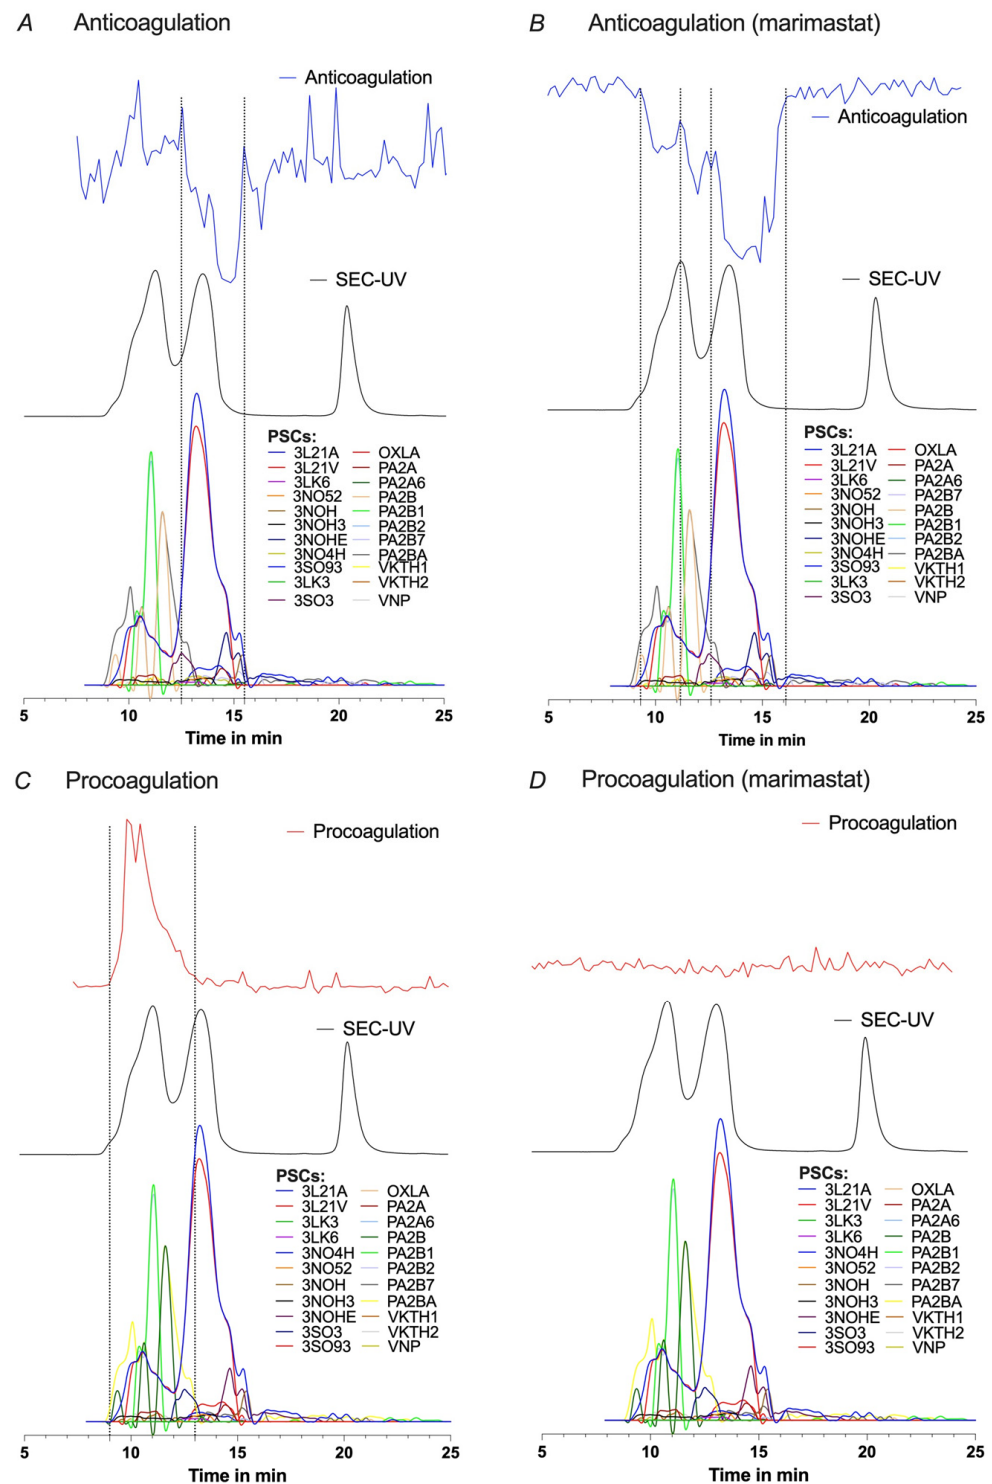 A Anticoagulation
Anticoagulation
SEC-UV
PSCs:
3L21A OXLA
3L21V PA2A
3LK6 PA2A6
3NO52 PA2B
3NOH PA2B1
3NOH3 PA2B2
3NOHE PA2B7
3NO4H PA2BA
3SO93 VKTH1
3LK3 VKTH2
3SO3 VNP
5 10 15 20 25
Time in min
B Anticoagulation (marimastat)
Anticoagulation
SEC-UV
PSCs:
3L21A OXLA
3L21V PA2A
3LK6 PA2A6
3NO52 PA2B7
3NOH PA2B
3NOH3 PA2B1
3NOHE PA2B2
3NO4H PA2BA
3SO93 VKTH1
3LK3 VKTH2
3SO3 VNP
5 10 15 20 25
Time in min
C Procoagulation
Procoagulation
SEC-UV
PSCs:
3L21A OXLA
3L21V PA2A
3LK3 PA2A6
3LK6 PA2B
3NO4H PA2B1
3NO52 PA2B2
3NOH PA2B7
3NOH3 PA2BA
3NOHE VKTH1
3SO3 VKTH2
3SO93 VNP
5 10 15 20 25
Time in min
D Procoagulation (marimastat)
Procoagulation
SEC-UV
PSCs:
3L21A OXLA
3L21V PA2A
3LK3 PA2A6
3LK6 PA2B
3NO4H PA2B1
3NO52 PA2B2
3NOH PA2B7
3NOH3 PA2BA
3NOHE VKTH1
3SO3 VKTH2
3SO93 VNP
5 10 15 20 25
Time in min